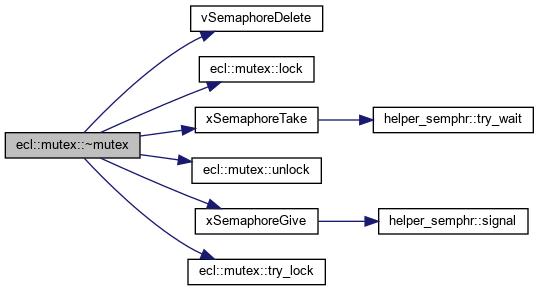 vSemaphoreDelete
ecl::mutex::lock
xSemaphoreTake
helper_semphr::try_wait
ecl::mutex::~mutex
ecl::mutex::unlock
xSemaphoreGive
helper_semphr::signal
ecl::mutex::try_lock